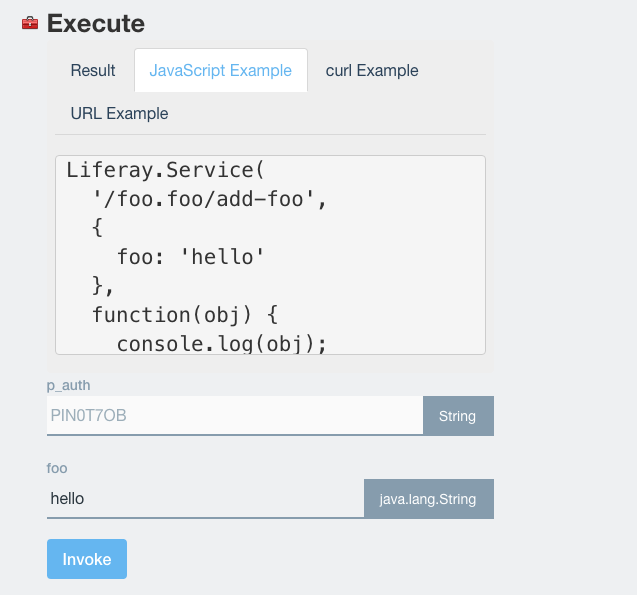 Execute
Result JavaScript Example curl Example
URL Example
Liferay.Service(
  '/foo.foo/add-foo',
  {
    foo: 'hello'
  },
  function(obj) {
    console.log(obj);
p_auth
PIN0T7OB String
foo
hello java.lang.String
Invoke